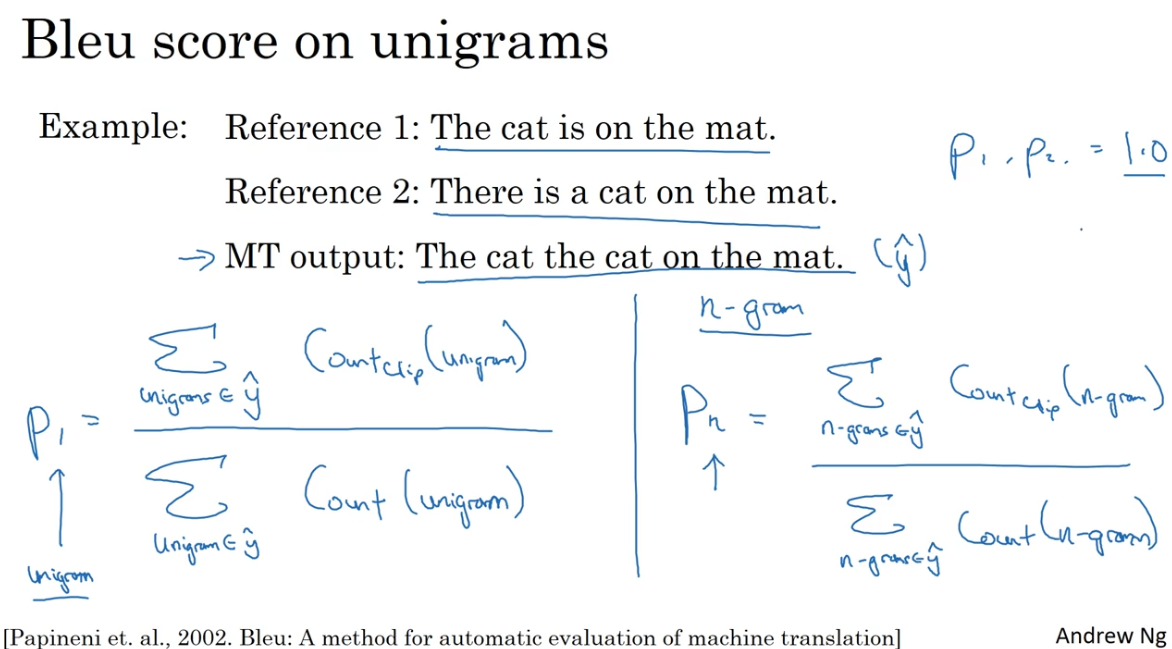 Bleu score on unigrams
Example: Reference 1: The cat is on the mat.
Reference 2: There is a cat on the mat.
→ MT output: The cat the cat on the mat. (ŷ)
P₁, P₂. = 1.0
P₁ = 
∑ unigrams ∈ ŷ Countclip (unigram)
∑ unigram ∈ ŷ Count (unigram)
↑
unigram
n-gram
Pₙ =
∑ n-grams ∈ ŷ Countclip (n-gram)
∑ n-grams ∈ ŷ Count (n-gram)
↑
[Papineni et. al., 2002. Bleu: A method for automatic evaluation of machine translation]
Andrew Ng